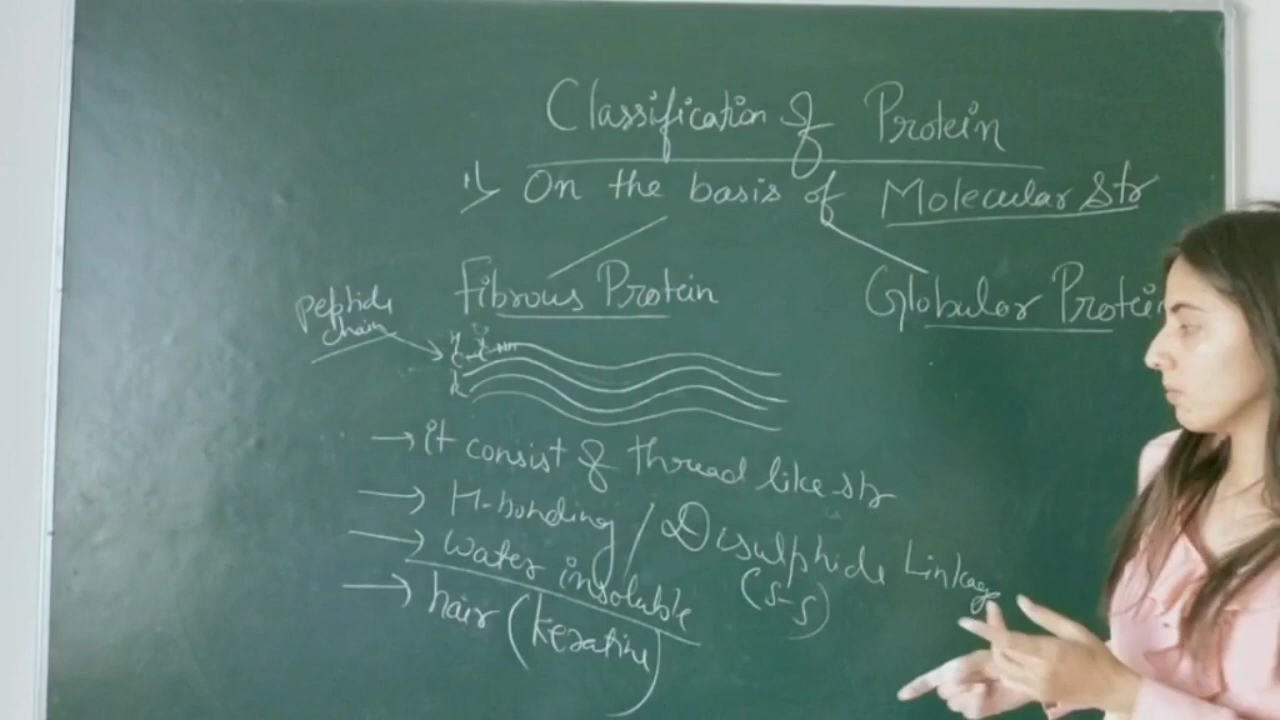 Classification of Protein
1) On the basis of Molecular Str
Fibrous Protein
Globular Protein
Peptide
chain
→ it consist of thread like str
→ H-bonding / Disulphide Linkage
(S-S)
→ water insoluble
→ hair (keratine)